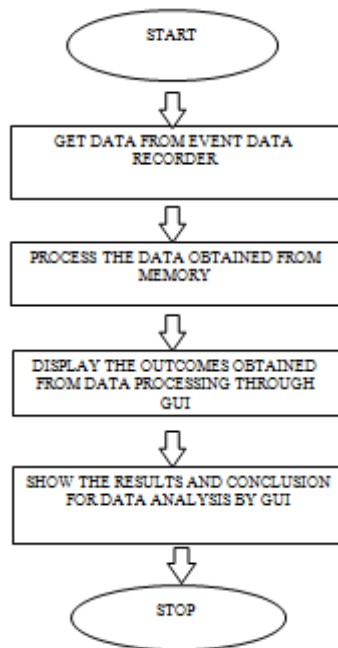 START
GET DATA FROM EVENT DATA
RECORDER
PROCESS THE DATA OBTAINED FROM
MEMORY
DISPLAY THE OUTCOMES OBTAINED
FROM DATA PROCESSING THROUGH
GUI
SHOW THE RESULTS AND CONCLUSION
FOR DATA ANALYSIS BY GUI
STOP